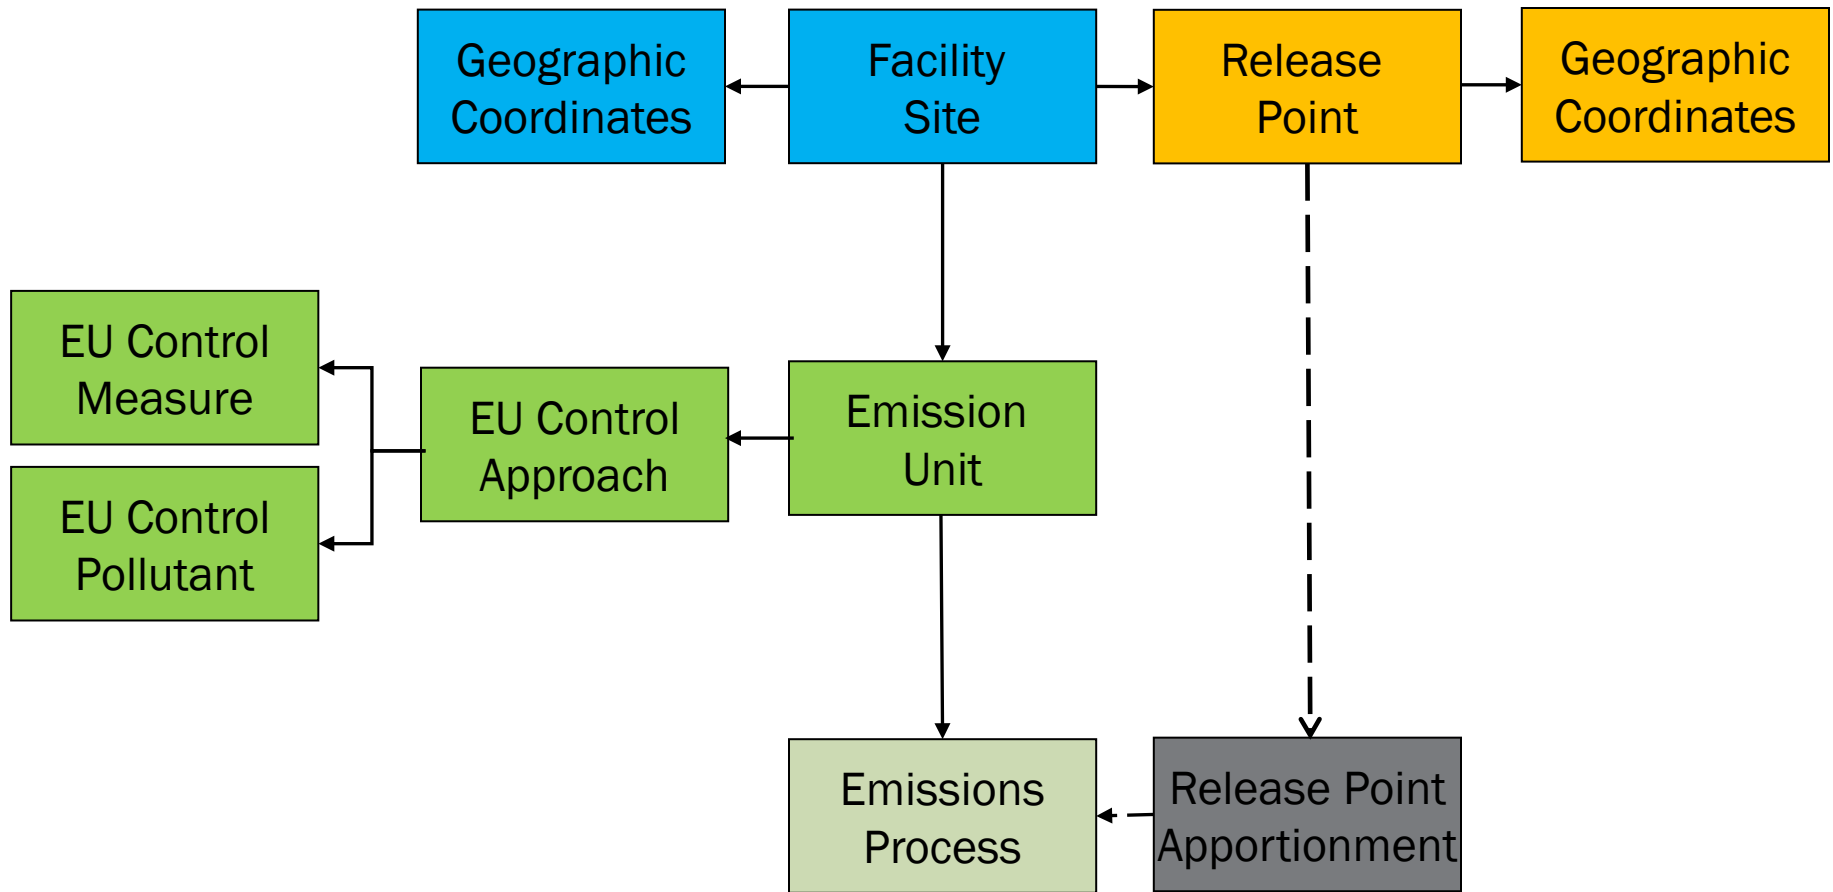 Geographic
Coordinates
Facility
Site
Release
Point
Geographic
Coordinates
EU Control
Measure
EU Control
Approach
Emission
Unit
EU Control
Pollutant
Emissions
Process
Release Point
Apportionment